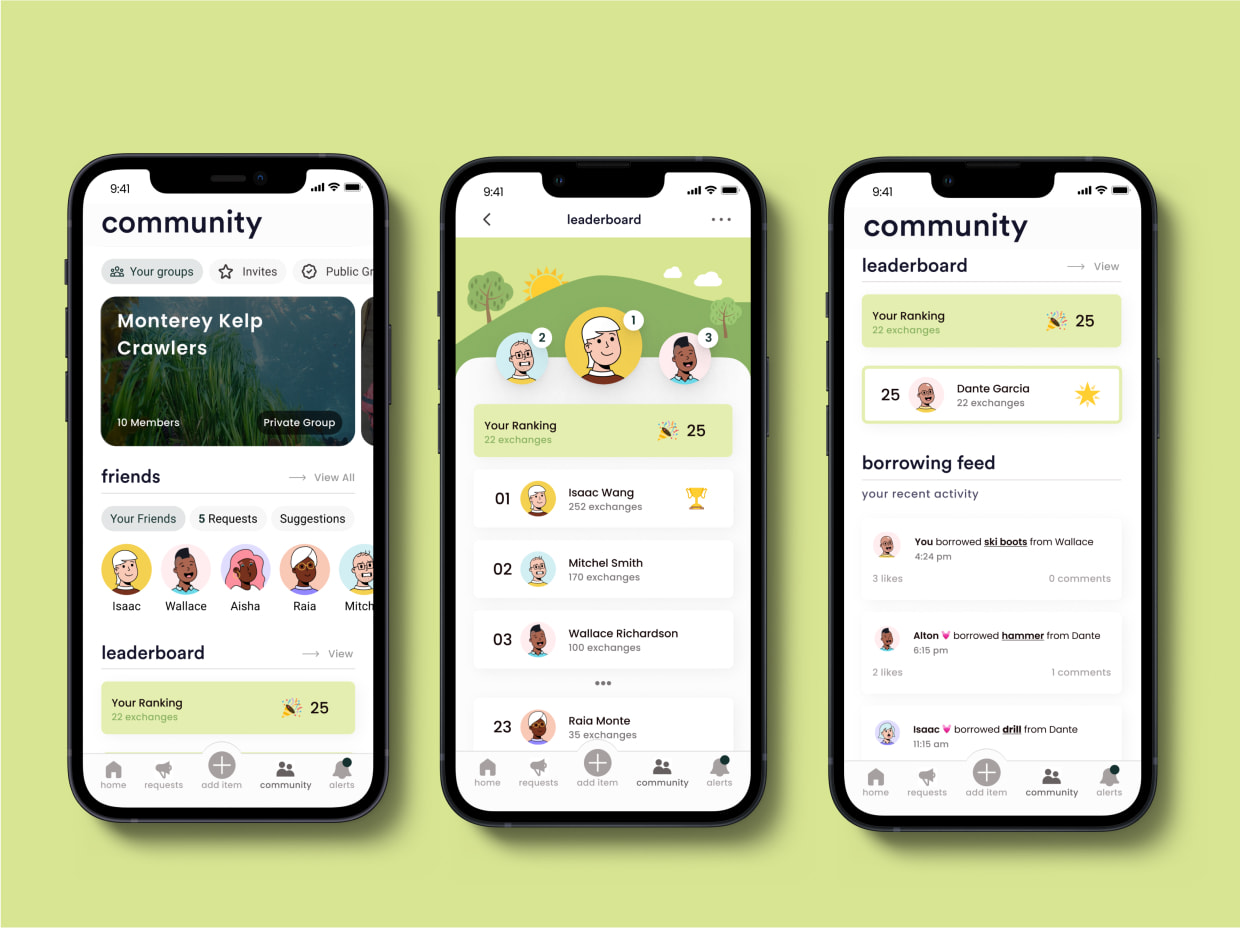 9:41
community
Your groups
Invites
Public Gr
Monterey Kelp
Crawlers
10 Members
Private Group
friends
View All
Your Friends
5 Requests
Suggestions
Isaac
Wallace
Aisha
Raia
Mitch
leaderboard
View
Your Ranking
22 exchanges
25
home
requests
add item
community
alerts
9:41
leaderboard
2
1
3
Your Ranking
22 exchanges
25
01
Isaac Wang
252 exchanges
02
Mitchel Smith
170 exchanges
03
Wallace Richardson
100 exchanges
23
Raia Monte
35 exchanges
home
requests
add item
community
alerts
9:41
community
leaderboard
View
Your Ranking
22 exchanges
25
25
Dante Garcia
22 exchanges
borrowing feed
your recent activity
You borrowed ski boots from Wallace
4:24 pm
3 likes
0 comments
Alton borrowed hammer from Dante
6:15 pm
2 likes
1 comments
Isaac borrowed drill from Dante
11:15 am
home
requests
add item
community
alerts